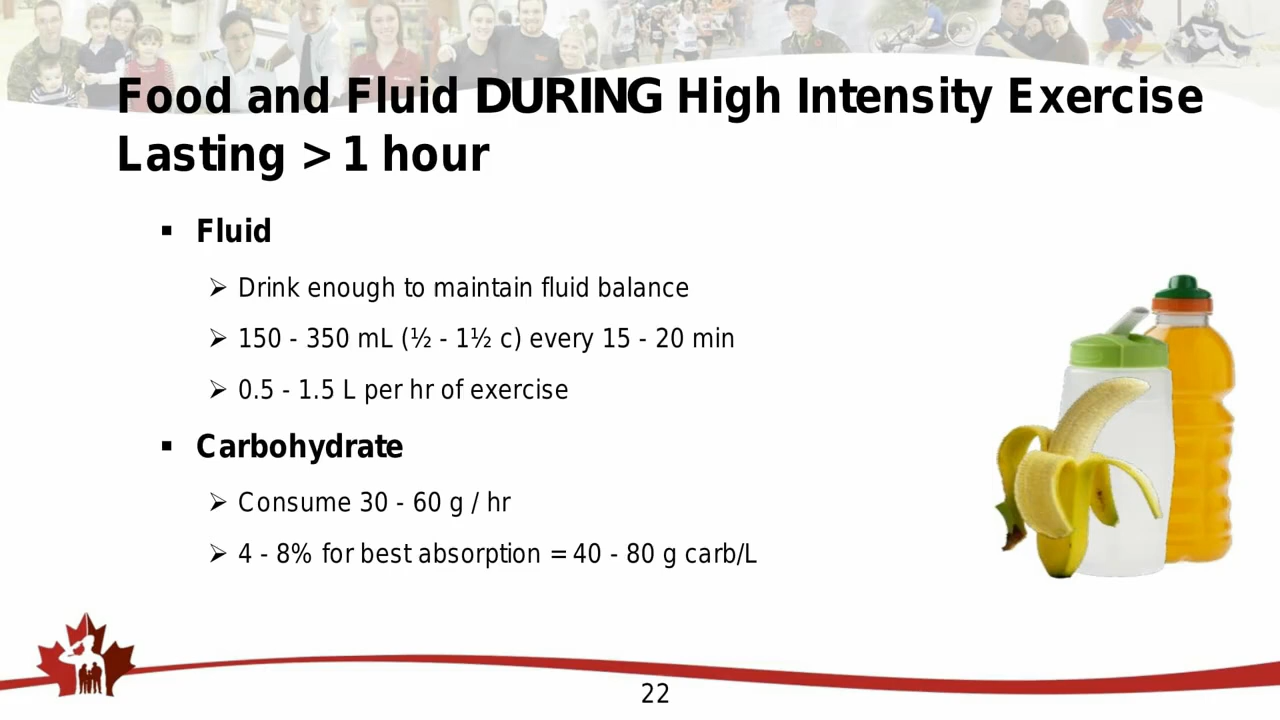 Food and Fluid DURING High Intensity Exercise
Lasting > 1 hour
▪ Fluid
➢ Drink enough to maintain fluid balance
➢ 150 - 350 mL (½ - 1½ c) every 15 - 20 min
➢ 0.5 - 1.5 L per hr of exercise
▪ Carbohydrate
➢ Consume 30 - 60 g / hr
➢ 4 - 8% for best absorption = 40 - 80 g carb/L
22